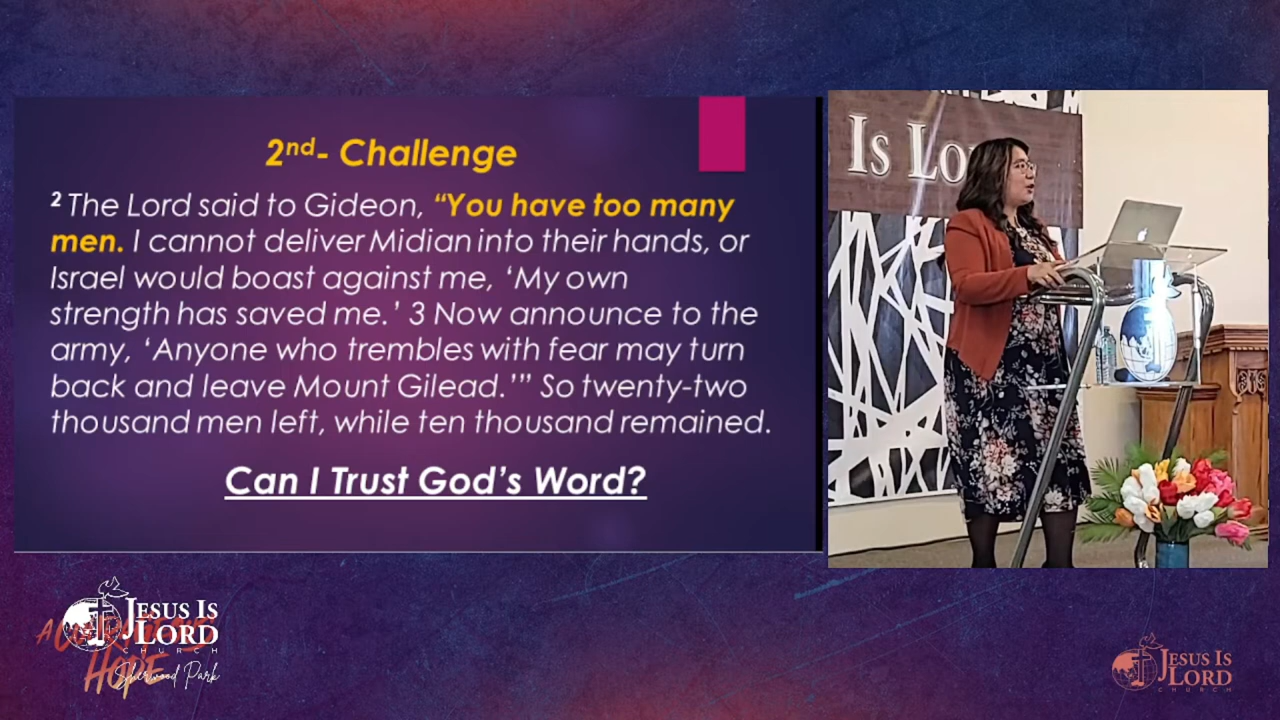 2nd- Challenge
2 The Lord said to Gideon, “You have too many
men. I cannot deliver Midian into their hands, or
Israel would boast against me, ‘My own
strength has saved me.’ 3 Now announce to the
army, ‘Anyone who trembles with fear may turn
back and leave Mount Gilead.’” So twenty-two
thousand men left, while ten thousand remained.
Can I Trust God’s Word?
Is Lo
JESUS IS
LORD
CHURCH
HOPE
Sherwood Park
JESUS IS
LORD
CHURCH